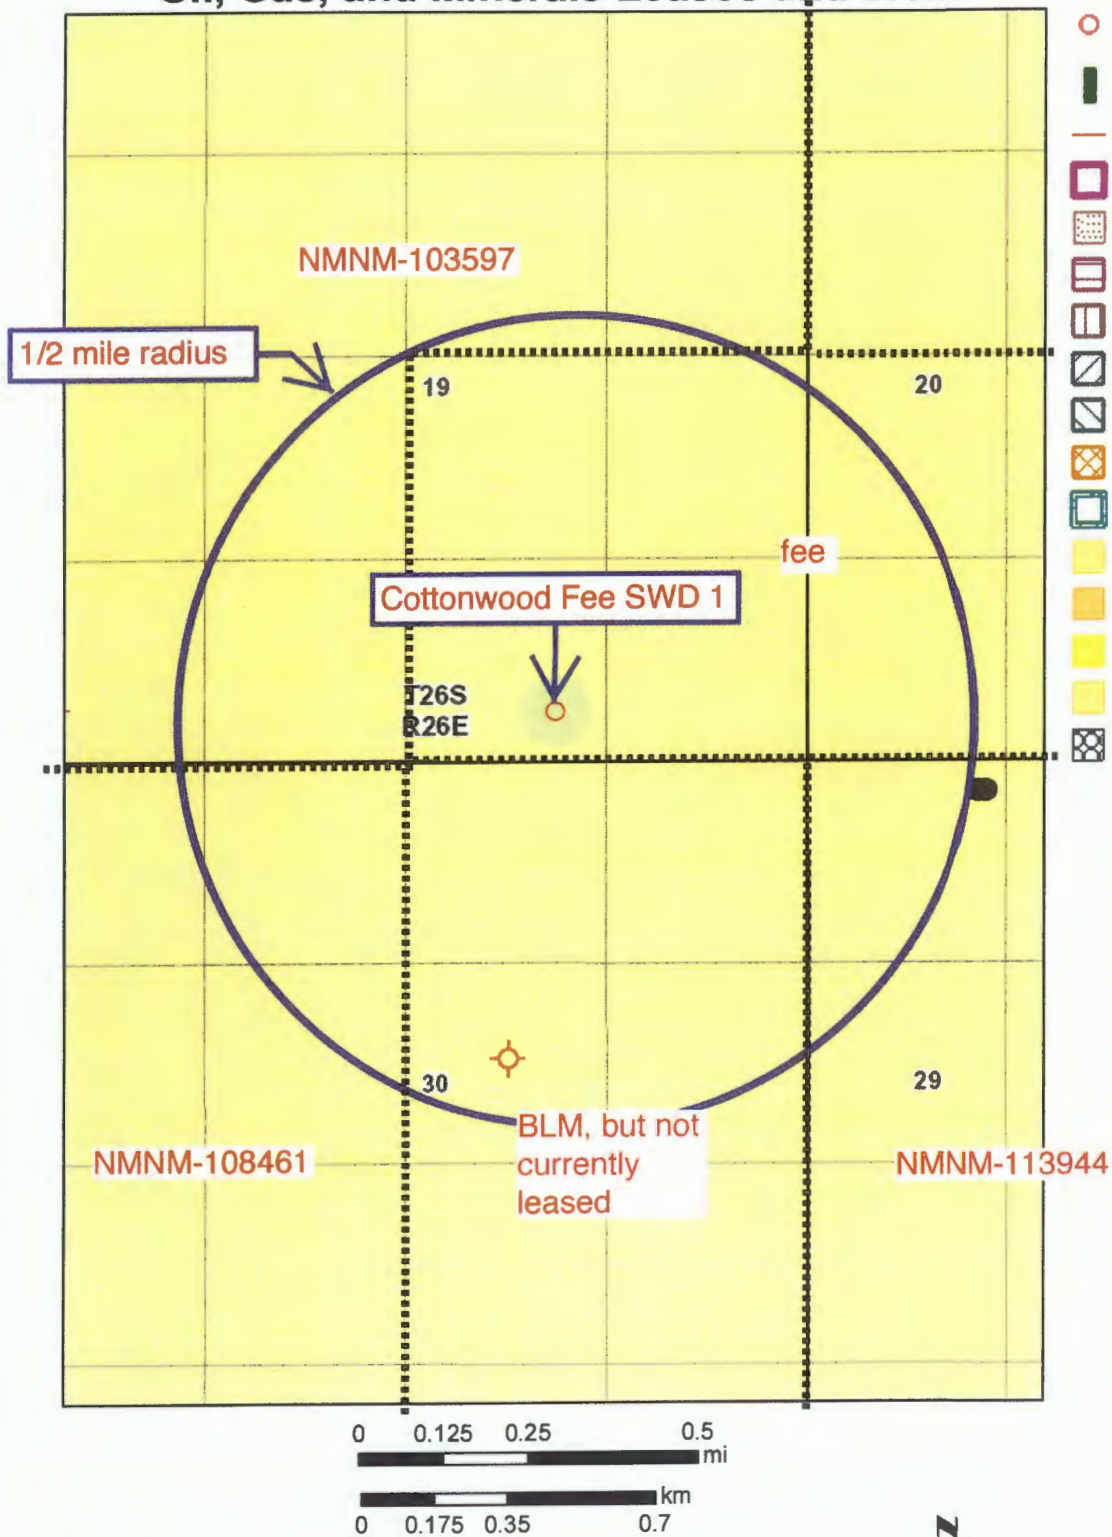 NMNM-103597
1/2 mile radius
19
20
fee
Cottonwood Fee SWD 1
T26S
R26E
30
29
BLM, but not
currently
leased
NMNM-108461
NMNM-113944
0 0.125 0.25 0.5
mi
km
0 0.175 0.35 0.7